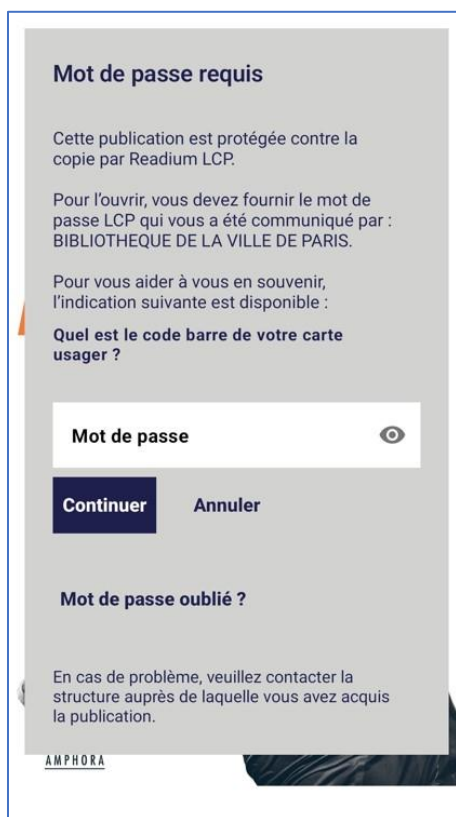 Mot de passe requis
Cette publication est protégée contre la
copie par Readium LCP.
Pour l'ouvrir, vous devez fournir le mot de
passe LCP qui vous a été communiqué par :
BIBLIOTHEQUE DE LA VILLE DE PARIS.
Pour vous aider à vous en souvenir,
l'indication suivante est disponible :
Quel est le code barre de votre carte
usager ?
Mot de passe
Continuer Annuler
Mot de passe oublié ?
En cas de problème, veuillez contacter la
structure auprès de laquelle vous avez acquis
la publication.
AMPHORA